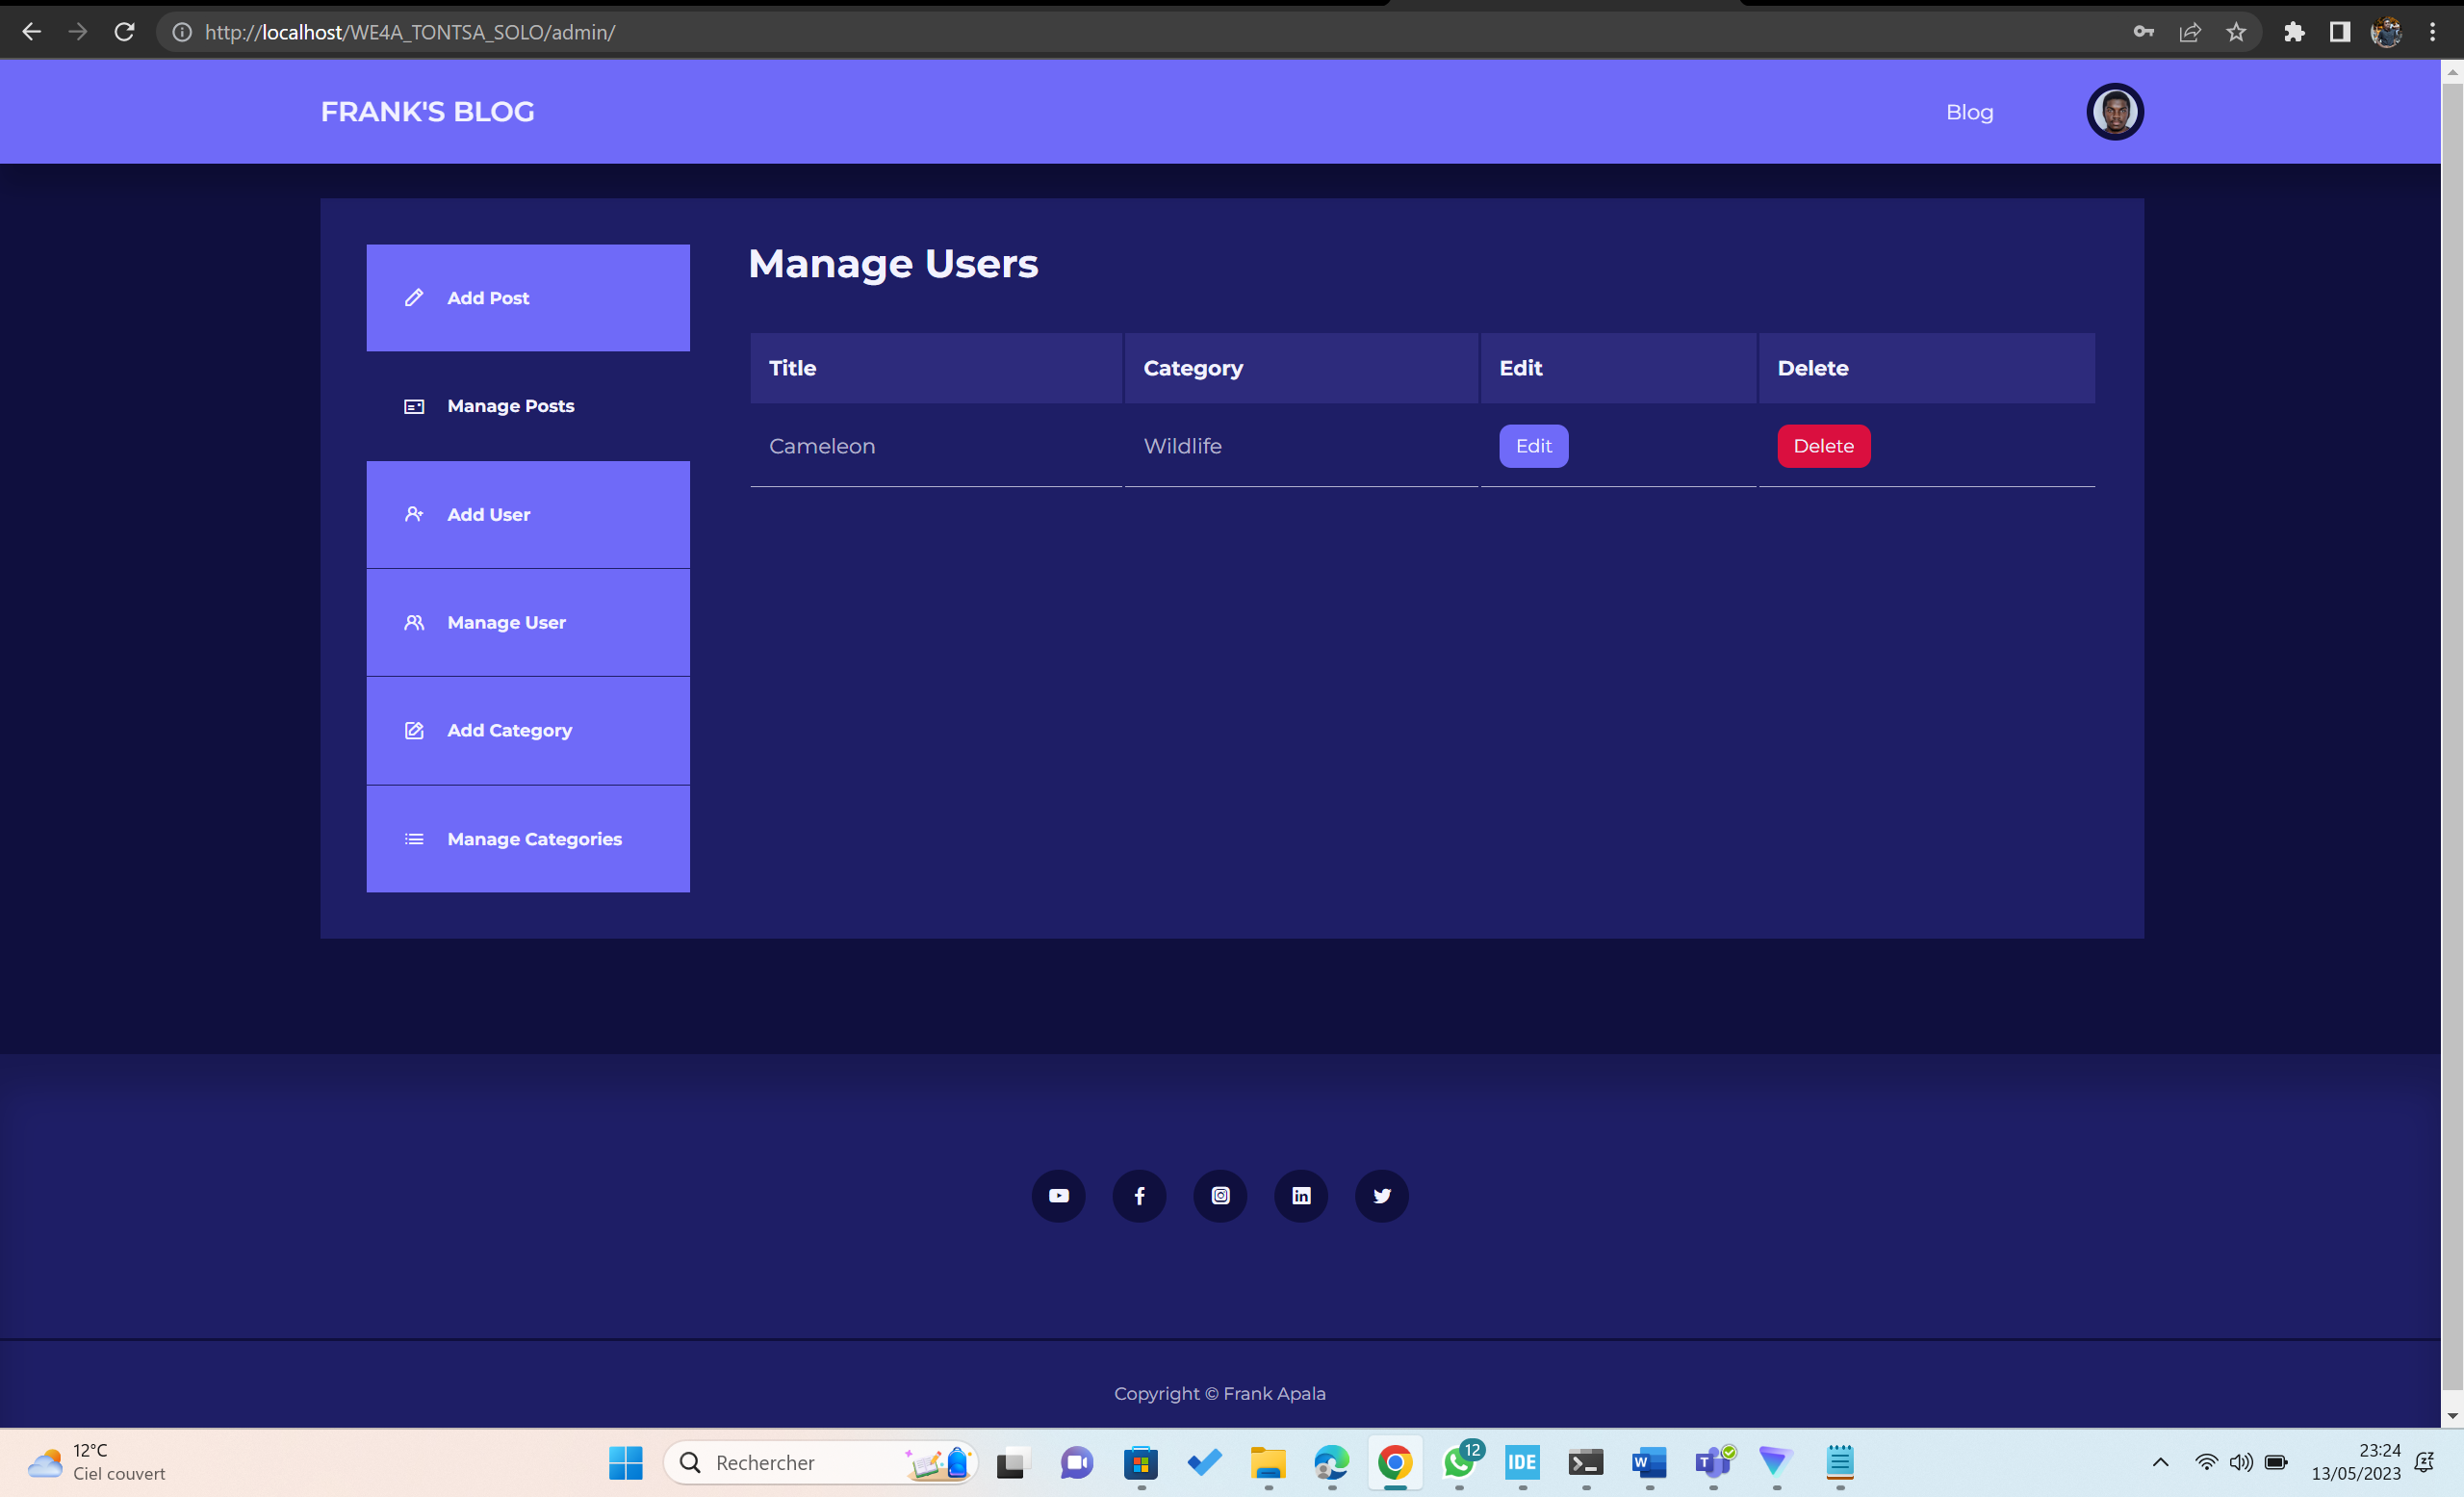 http://localhost/WE4A_TONTSA_SOLO/admin/
FRANK'S BLOG
Blog
Add Post
Manage Posts
Add User
Manage User
Add Category
Manage Categories
Manage Users
Title Category Edit Delete
Cameleon Wildlife Edit Delete
Copyright © Frank Apala
12°C
Ciel couvert
Rechercher
12
IDE
W
T
23:24
13/05/2023